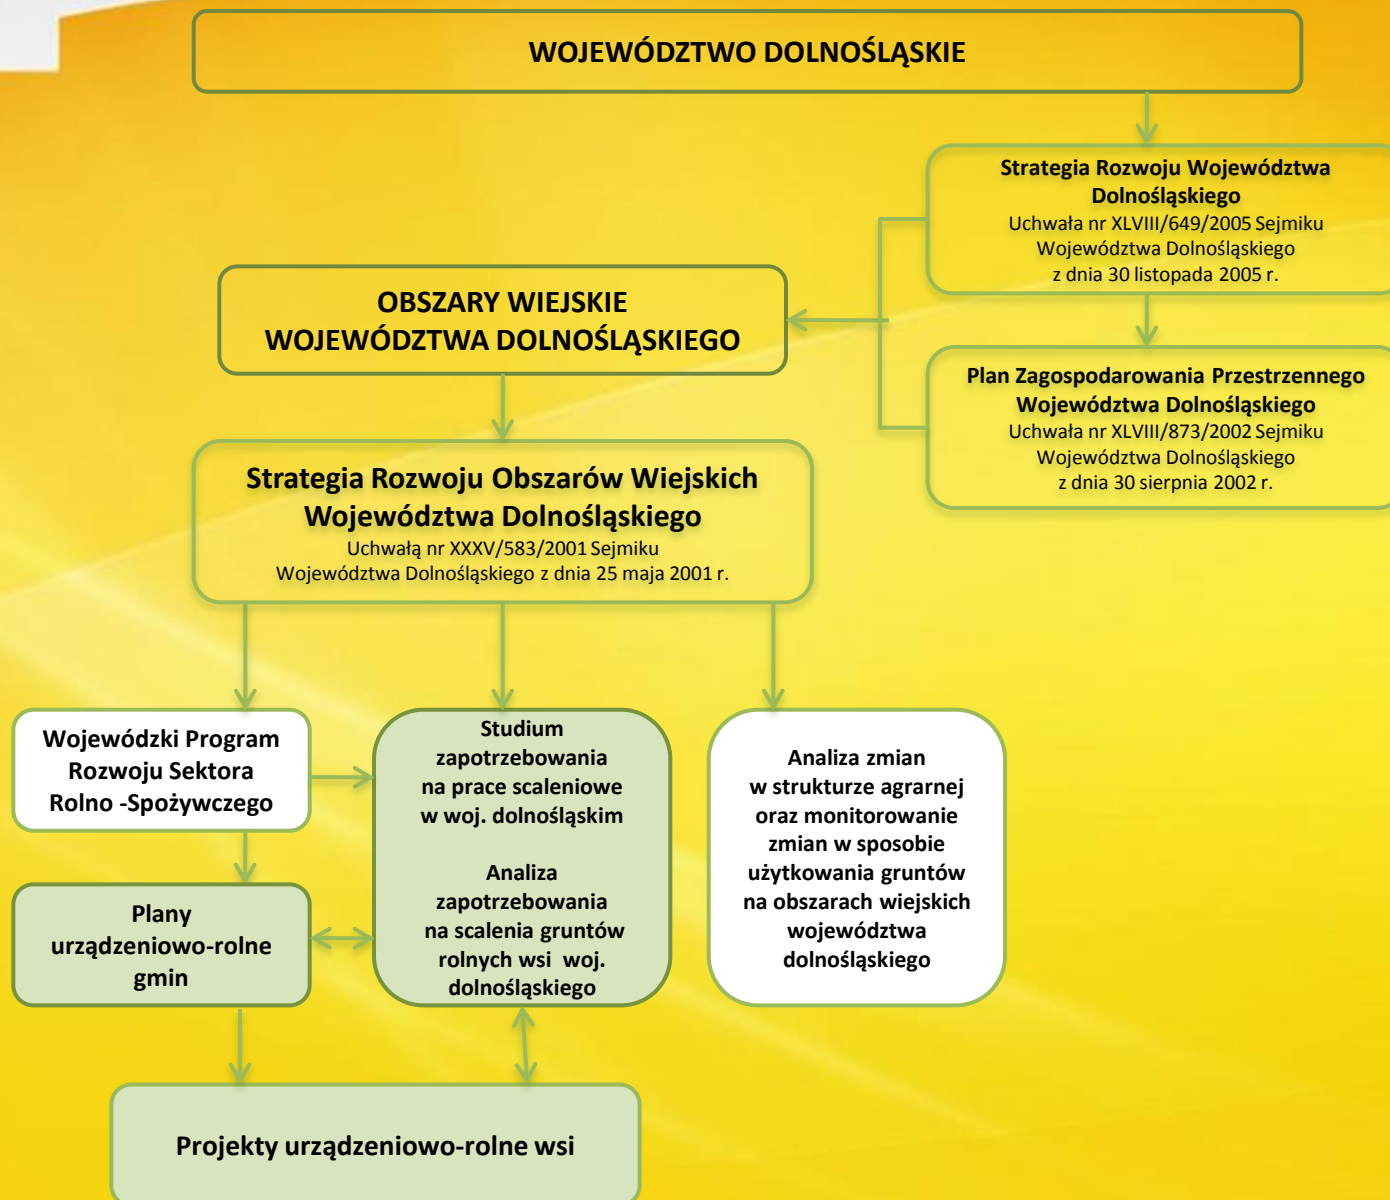 WOJEWÓDZTWO DOLNOŚLĄSKIE
Strategia Rozwoju Województwa
Dolnośląskiego
Uchwała nr XLVIII/649/2005 Sejmiku
Województwa Dolnośląskiego
z dnia 30 listopada 2005 r.
OBSZARY WIEJSKIE
WOJEWÓDZTWA DOLNOŚLĄSKIEGO
Plan Zagospodarowania Przestrzennego
Województwa Dolnośląskiego
Uchwała nr XLVIII/873/2002 Sejmiku
Województwa Dolnośląskiego
z dnia 30 sierpnia 2002 r.
Strategia Rozwoju Obszarów Wiejskich
Województwa Dolnośląskiego
Uchwałą nr XXXV/583/2001 Sejmiku
Województwa Dolnośląskiego z dnia 25 maja 2001 r.
Wojewódzki Program
Rozwoju Sektora
Rolno -Spożywczego
Studium
zapotrzebowania
na prace scaleniowe
w woj. dolnośląskim
Analiza
zapotrzebowania
na scalenia gruntów
rolnych wsi woj.
dolnośląskiego
Analiza zmian
w strukturze agrarnej
oraz monitorowanie
zmian w sposobie
użytkowania gruntów
na obszarach wiejskich
województwa
dolnośląskiego
Plany
urządzeniowo-rolne
gmin
Projekty urządzeniowo-rolne wsi